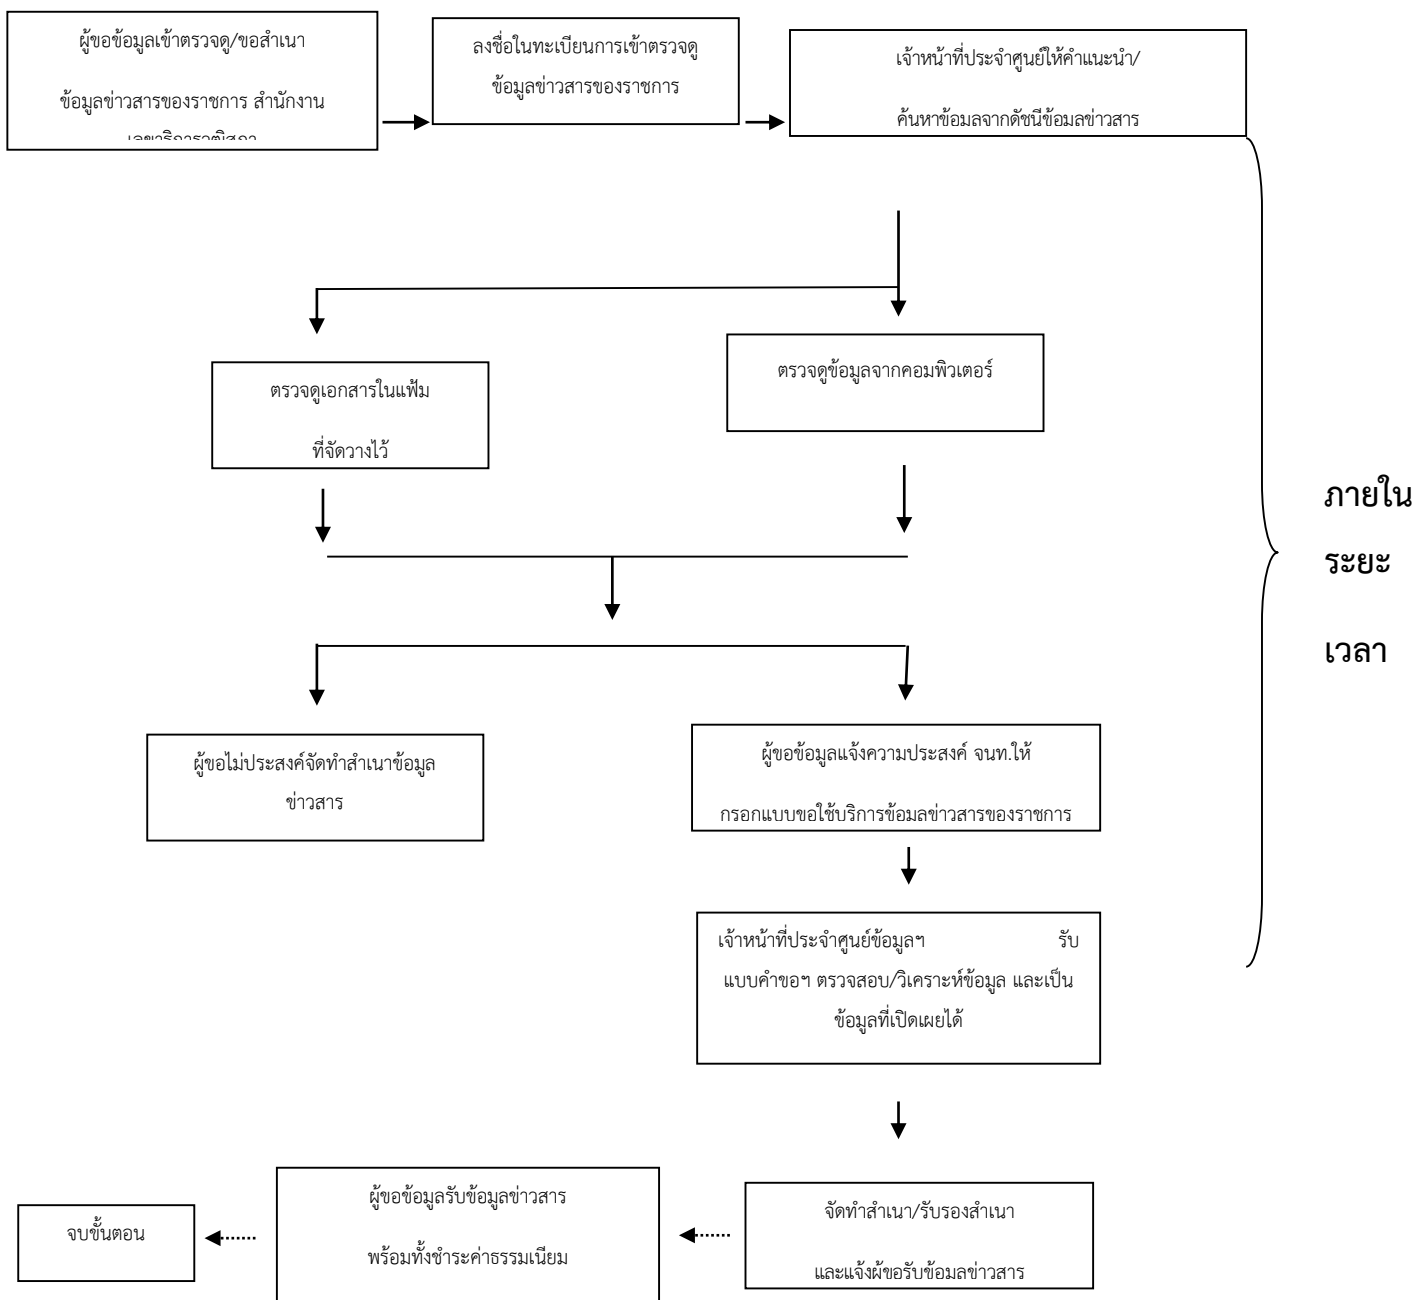 ผู้ขอข้อมูลเข้าตรวจดู/ขอสำเนา
ข้อมูลข่าวสารของราชการ สำนักงาน
เลขาธิการวุฒิสภา
ลงชื่อในทะเบียนการเข้าตรวจดู
ข้อมูลข่าวสารของราชการ
เจ้าหน้าที่ประจำศูนย์ให้คำแนะนำ/
ค้นหาข้อมูลจากดัชนีข้อมูลข่าวสาร
ตรวจดูเอกสารในแฟ้ม
ที่จัดวางไว้
ตรวจดูข้อมูลจากคอมพิวเตอร์
ภายใน
ระยะ
เวลา
ผู้ขอไม่ประสงค์จัดทำสำเนาข้อมูล
ข่าวสาร
ผู้ขอข้อมูลแจ้งความประสงค์ จนท.ให้
กรอกแบบขอใช้บริการข้อมูลข่าวสารของราชการ
เจ้าหน้าที่ประจำศูนย์ข้อมูลฯ รับ
แบบคำขอฯ ตรวจสอบ/วิเคราะห์ข้อมูล และเป็น
ข้อมูลที่เปิดเผยได้
จัดทำสำเนา/รับรองสำเนา
และแจ้งผู้ขอรับข้อมูลข่าวสาร
ผู้ขอข้อมูลรับข้อมูลข่าวสาร
พร้อมทั้งชำระค่าธรรมเนียม
จบขั้นตอน